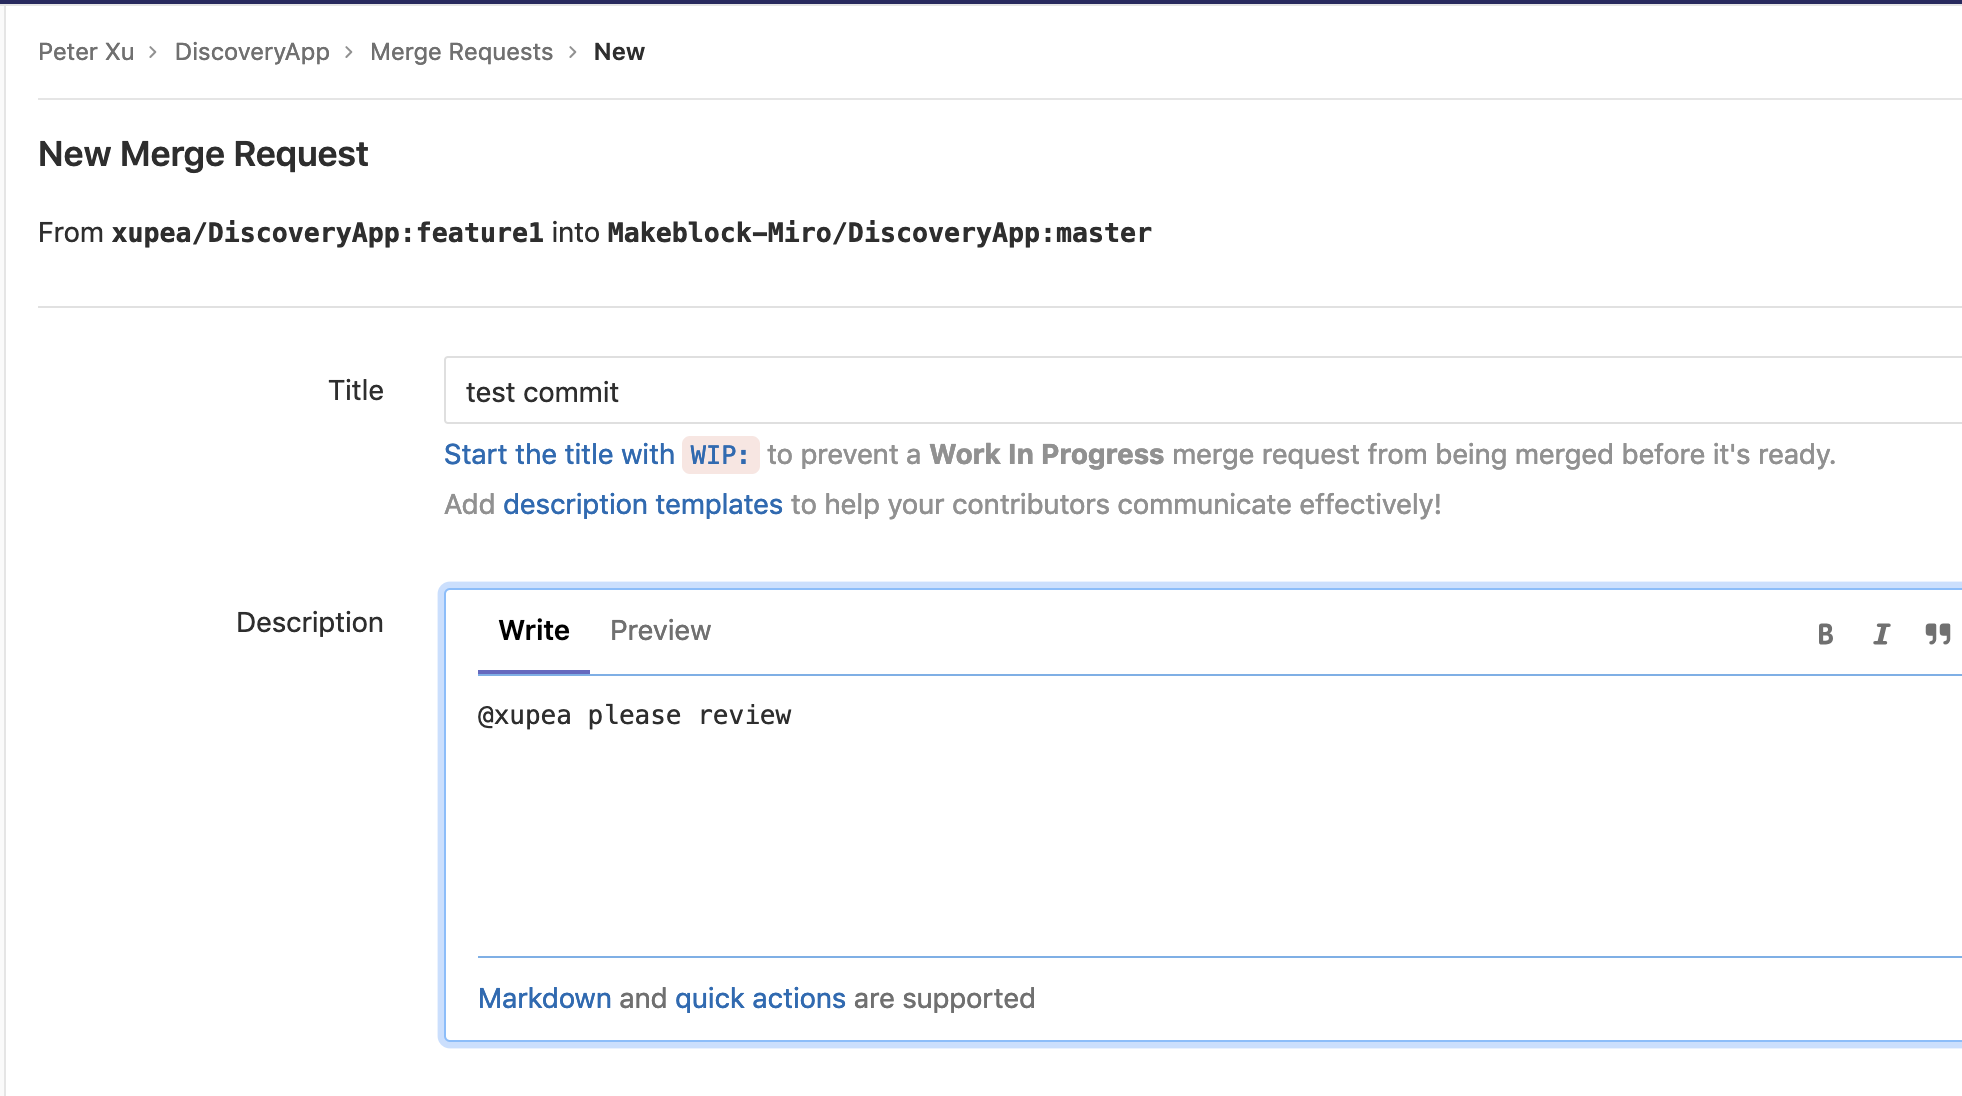 Peter Xu > DiscoveryApp > Merge Requests > New
New Merge Request
From xupea/DiscoveryApp:feature1 into Makeblock-Miro/DiscoveryApp:master
Title
test commit
Start the title with WIP: to prevent a Work In Progress merge request from being merged before it's ready.
Add description templates to help your contributors communicate effectively!
Description
Write Preview B I "
@xupea please review
Markdown and quick actions are supported